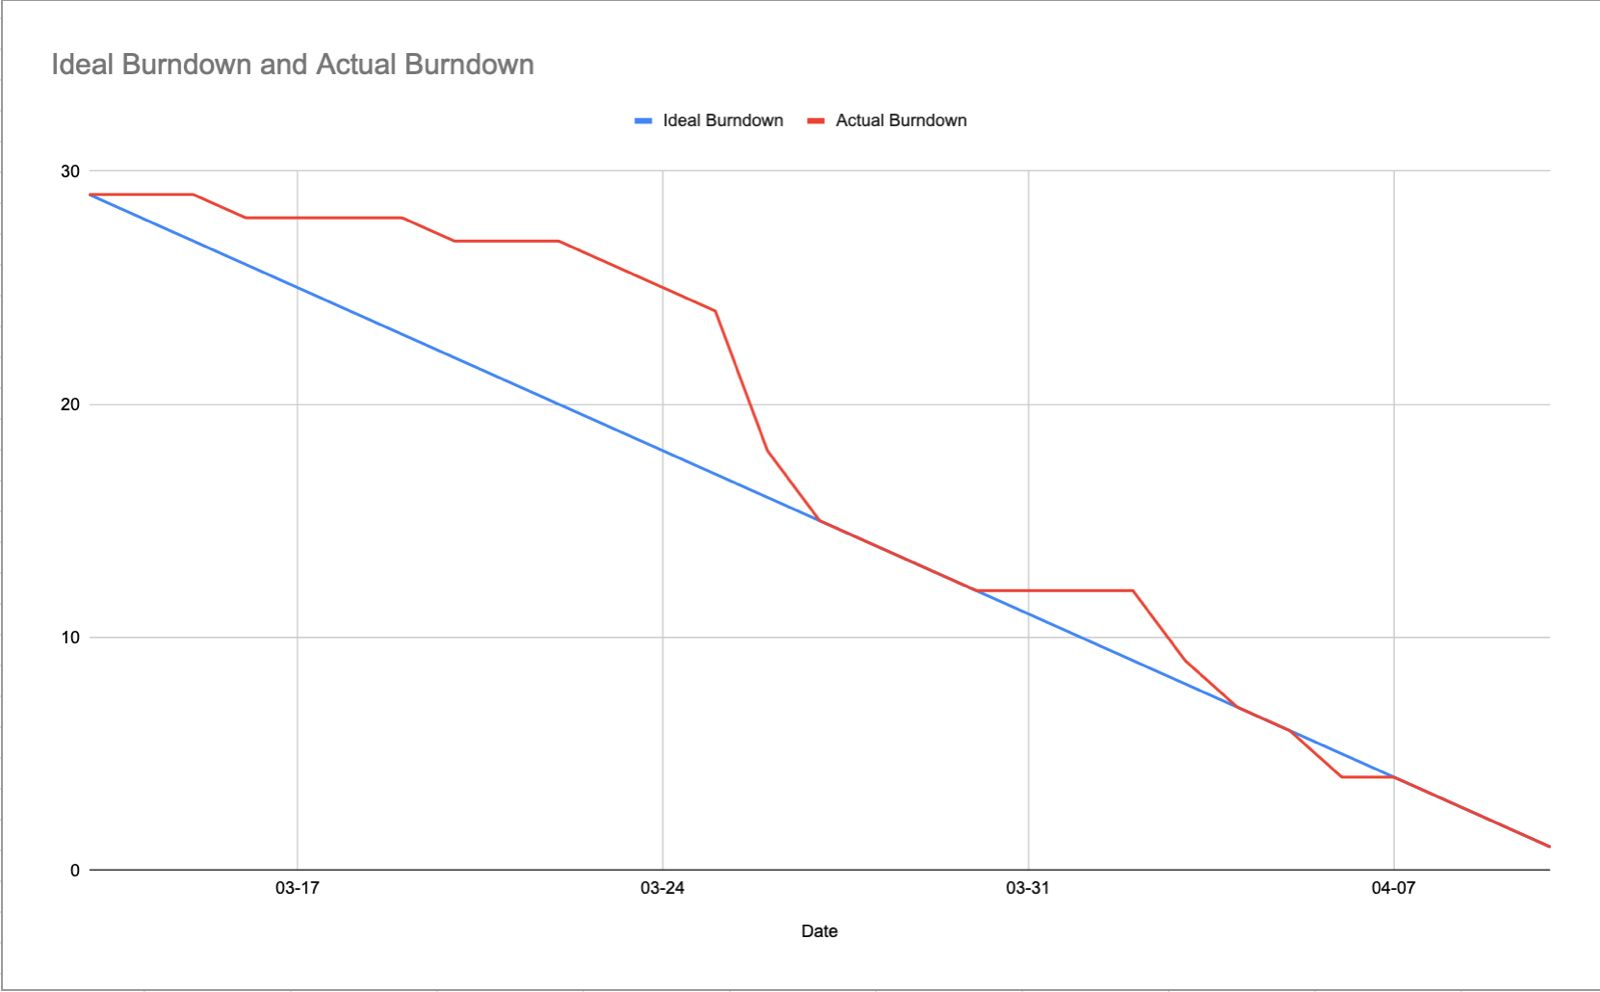 Ideal Burndown and Actual Burndown
Ideal Burndown Actual Burndown
30
20
10
0
03-17 03-24 03-31 04-07
Date